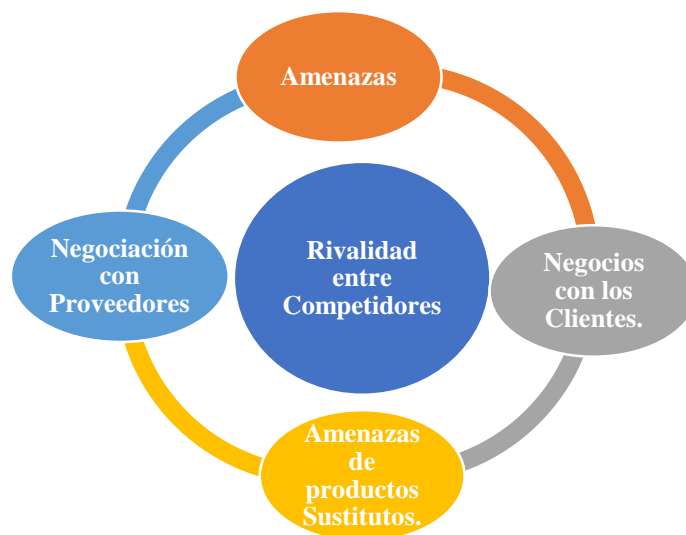 Amenazas
Negociación
con
Proveedores
Rivalidad
entre
Competidores
Negocios
con los
Clientes.
Amenazas
de
productos
Sustitutos.